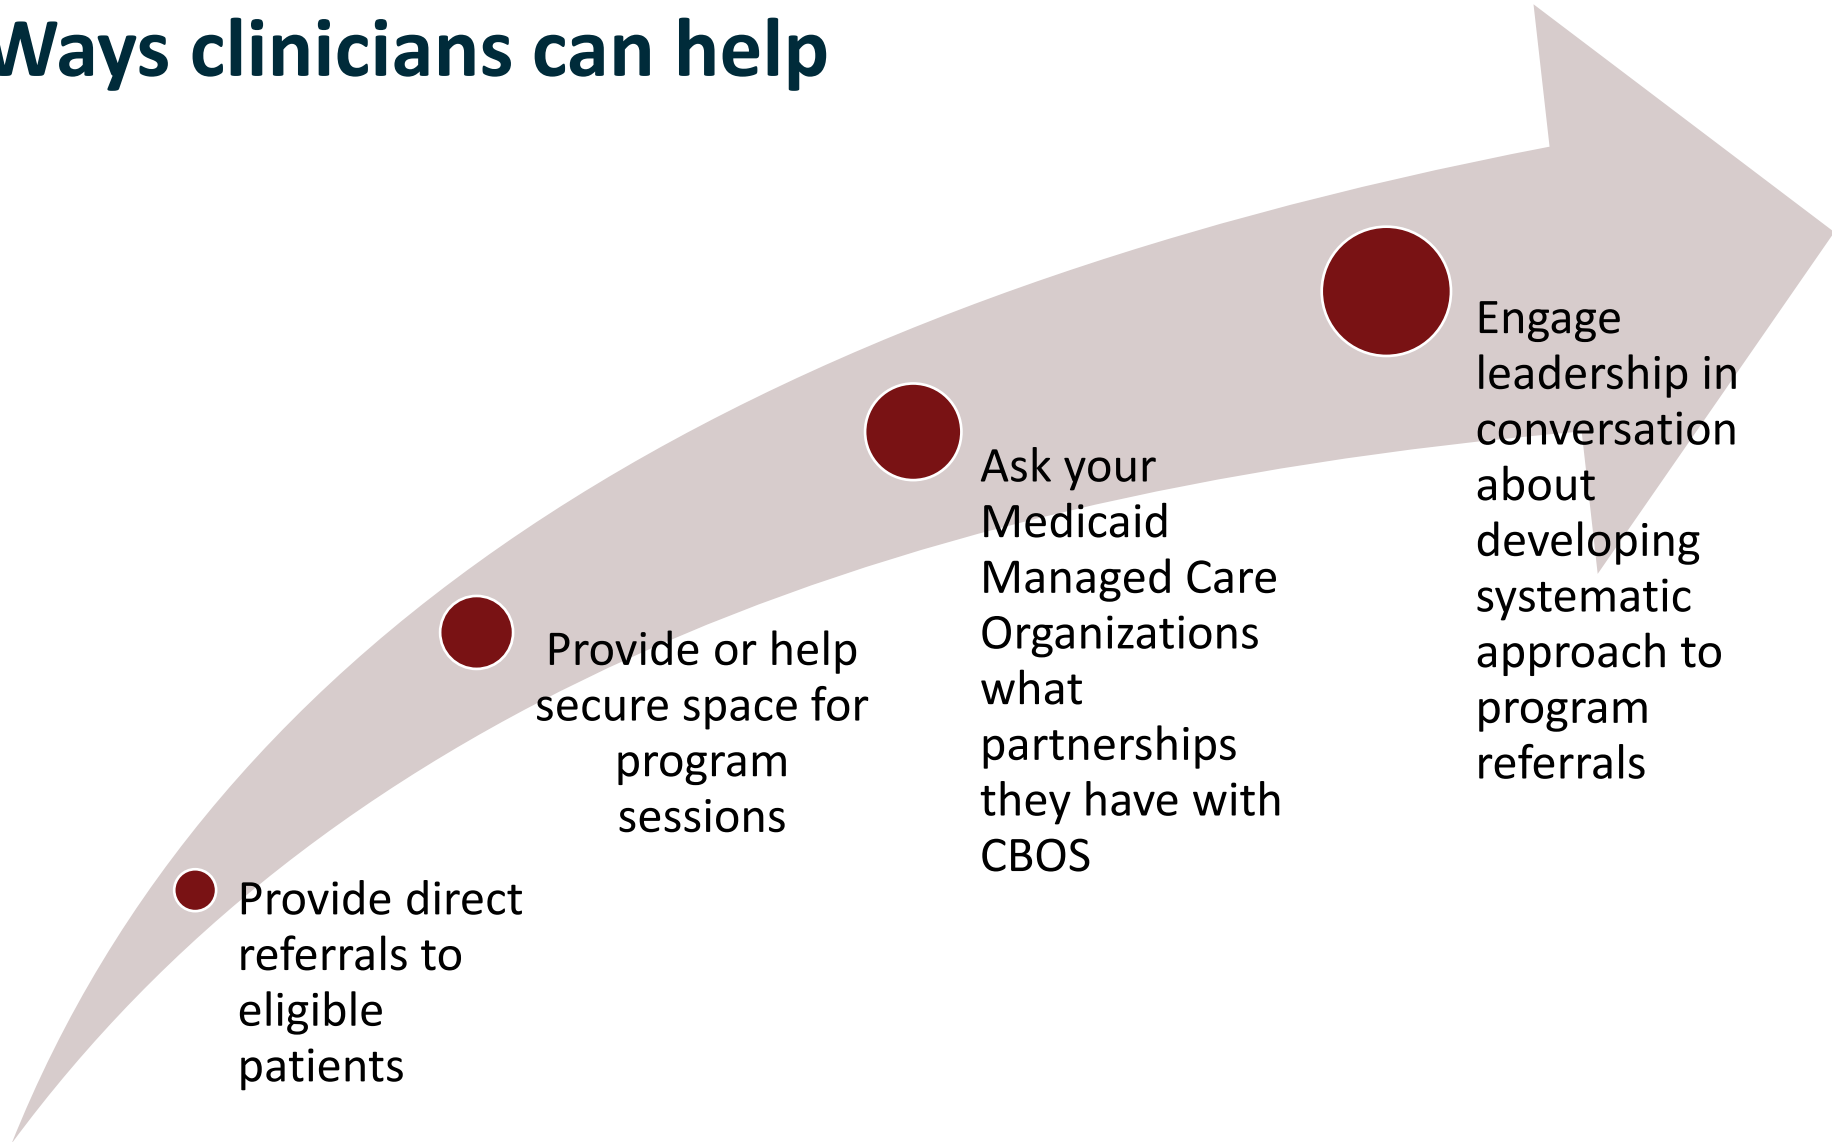 Ways clinicians can help
Provide direct
referrals to
eligible
patients
Provide or help
secure space for
program
sessions
Ask your
Medicaid
Managed Care
Organizations
what
partnerships
they have with
CBOS
Engage
leadership in
conversation
about
developing
systematic
approach to
program
referrals